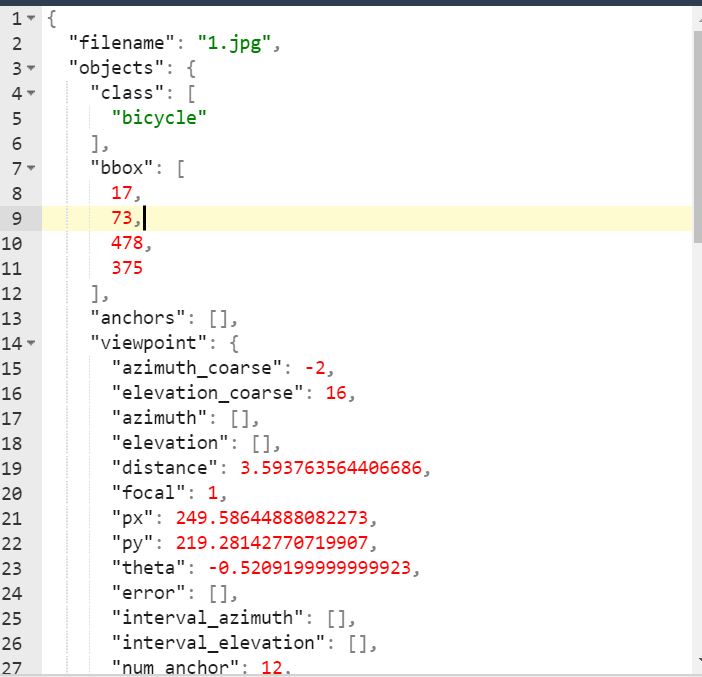 1 {
2 "filename": "1.jpg",
3 "objects": {
4 "class": [
5 "bicycle"
6 ],
7 "bbox": [
8 17,
9 73,
10 478,
11 375
12 ],
13 "anchors": [],
14 "viewpoint": {
15 "azimuth_coarse": -2,
16 "elevation_coarse": 16,
17 "azimuth": [],
18 "elevation": [],
19 "distance": 3.593763564406686,
20 "focal": 1,
21 "px": 249.58644888082273,
22 "py": 219.28142770719907,
23 "theta": -0.5209199999999923,
24 "error": [],
25 "interval_azimuth": [],
26 "interval_elevation": [],
27 "num_anchor": 12,